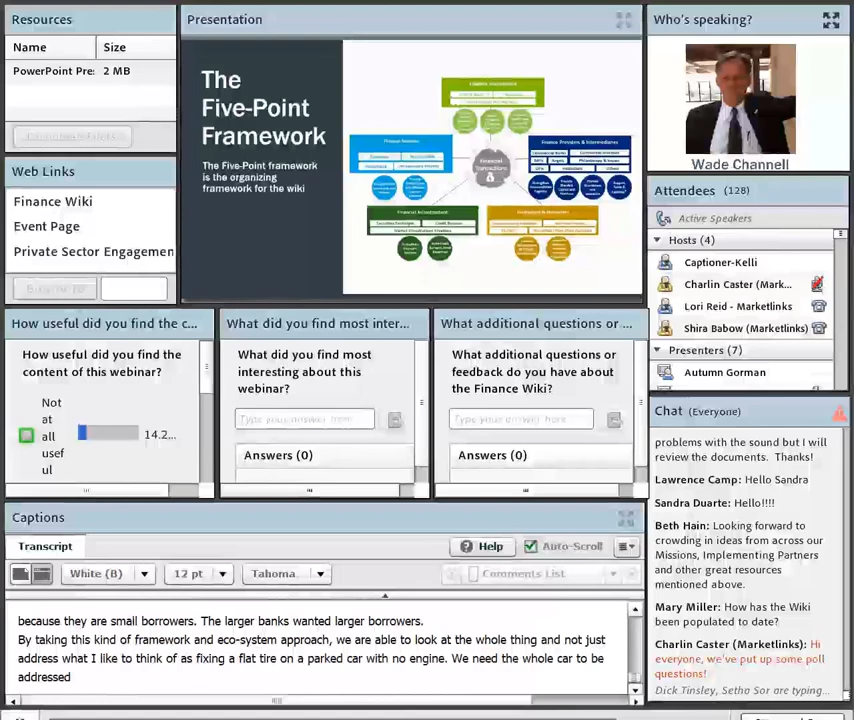 Resources
Name Size
PowerPoint Pre: 2 MB
Web Links
Finance Wiki
Event Page
Private Sector Engagemen
Presentation
The
Five-Point
Framework
The Five-Point framework
is the organizing
framework for the wiki
Financial
Transactions
Who's speaking?
Wade Channell
Attendees (128)
Active Speakers
Hosts (4)
Captioner-Kelli
Charlin Caster (Mark...
Lori Reid - Marketlinks
Shira Babow (Marketlinks)
Presenters (7)
Autumn Gorman
How useful did you find the c...
How useful did you find the
content of this webinar?
Not
at
all
usef
ul
14.2...
What did you find most inter...
What did you find most
interesting about this
webinar?
Type your answer here
Answers (0)
What additional questions or ...
What additional questions or
feedback do you have about
the Finance Wiki?
Type your answer here
Answers (0)
Chat (Everyone)
problems with the sound but I will
review the documents. Thanks!
Lawrence Camp: Hello Sandra
Sandra Duarte: Hello!!!!
Beth Hain: Looking forward to
crowding in ideas from across our
Missions, Implementing Partners
and other great resources
mentioned above.
Mary Miller: How has the Wiki
been populated to date?
Charlin Caster (Marketlinks): Hi
everyone, we've put up some poll
questions!
Dick Tinsley, Setha Sor are typing...
Captions
Transcript
Help
Auto-Scroll
White (B)
12 pt
Tahoma
Comments List
because they are small borrowers. The larger banks wanted larger borrowers.
By taking this kind of framework and eco-system approach, we are able to look at the whole thing and not just
address what I like to think of as fixing a flat tire on a parked car with no engine. We need the whole car to be
addressed